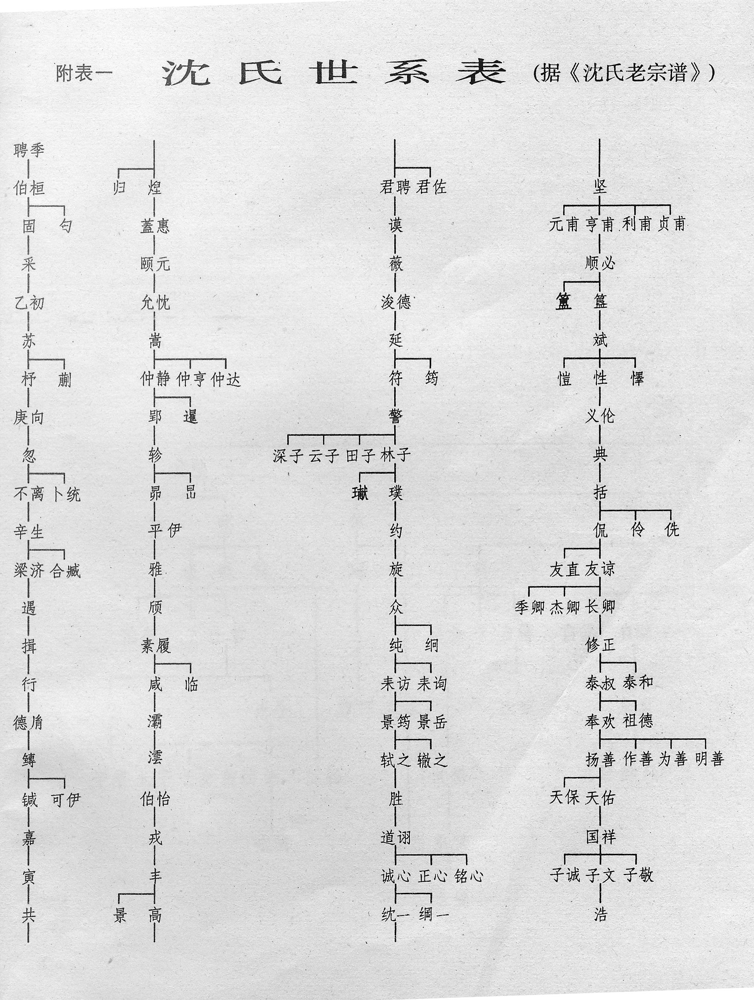 附表一 沈氏世系表 (据《沈氏老宗谱》)
聘季
伯桓
固 匀
采
乙初
苏
杼 蒯
庚向
忽
不离 卜统
辛生
梁济 合臧
遇
揖
衍
德胤
鳟
铖 可伊
嘉
寅
共
归 煌
蓋惠
颐元
允忱
嵩
仲静 仲亨 仲达
郢 暹
轸
昴
平伊
雅
颀
素履
咸 临
灞
澐
伯怡
戎
丰
景 高
君聘 君佐
谟
薇
浚德
延
符 筠
警
深子 云子 田子 林子
璞
约
旋
众
纯 絅
耒访 耒询
景筠 景岳
轼之 辙之
胜
道诩
诚心 正心 铭心
纨一 纲一
坚
元甫 亨甫 利甫 贞甫
顺必
簋
斌
恺 性 怿
义伦
典
括
侃 伶 侁
友直 友谅
季卿 杰卿 长卿
修正
泰叔 泰和
奉欢 祖德
扬善 作善 为善 明善
天保 天佑
国祥
子诚 子文 子敬
浩